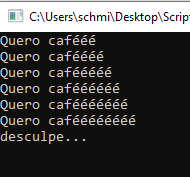 C:\Users\schmi\Desktop\Script
Quero cafééé
Quero caféééé
Quero cafééééé
Quero caféééééé
Quero cafééééééé
Quero caféééééééé
desculpe...